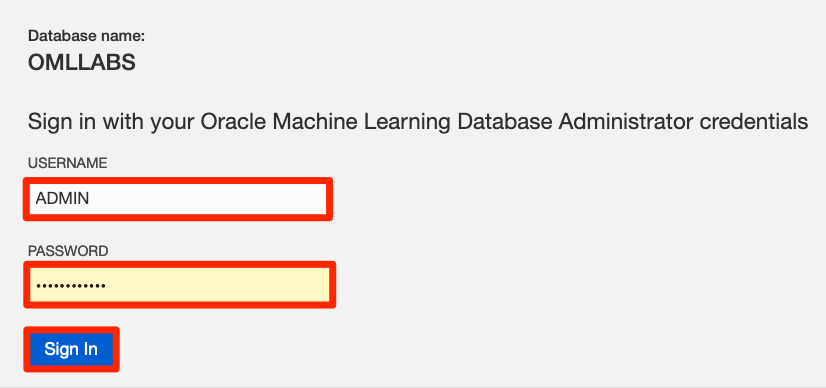 Database name:
OMLLABS
Sign in with your Oracle Machine Learning Database Administrator credentials
USERNAME
ADMIN
PASSWORD
••••••••••••
Sign In